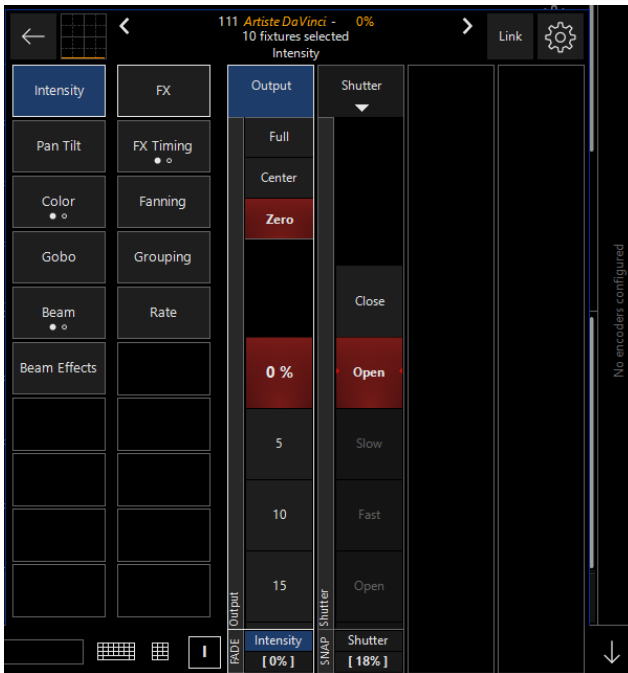 111 Artiste DaVinci - 0%
10 fixtures selected
Intensity
Link
Intensity
FX
Output
Shutter
Pan Tilt
FX Timing
Full
Center
Color
Fanning
Zero
Gobo
Grouping
Beam
Rate
Close
Beam Effects
0 %
Open
5
Slow
10
Fast
15
Open
Output
Shutter
FADE
Intensity
[ 0% ]
SNAP
Shutter
[ 18% ]
I
No encoders configured